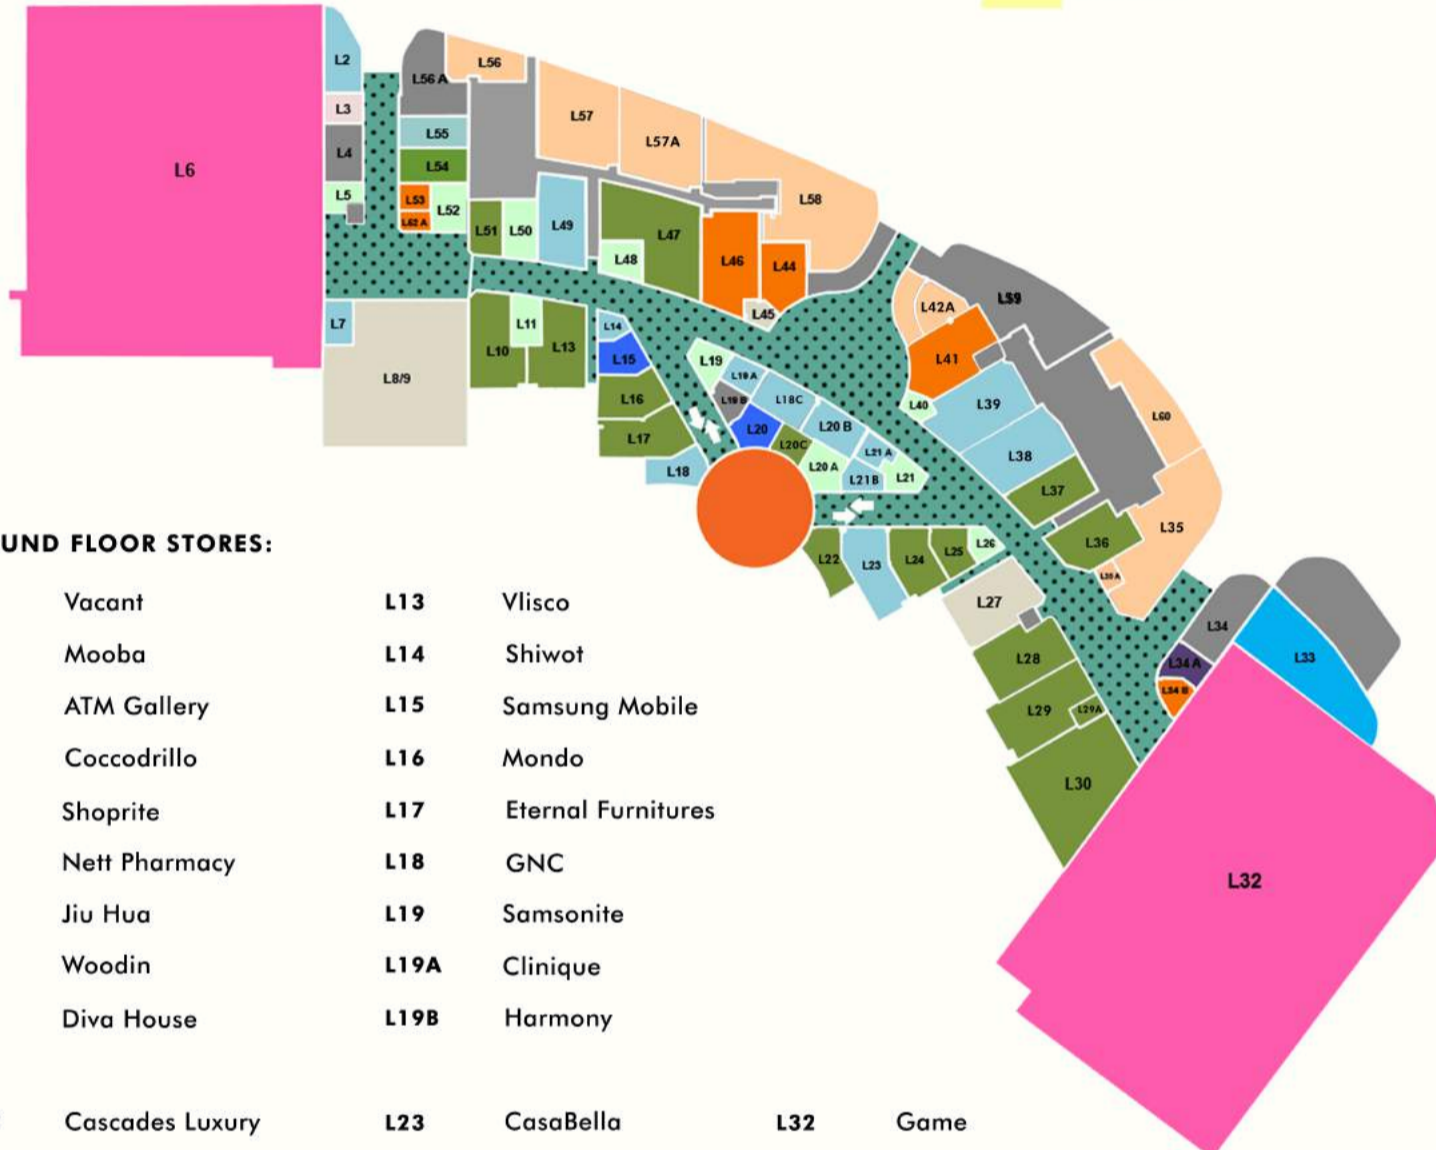 L2
L3
L4
L5
L6
L7
L8/9
L56 A
L56
L55
L54
L53
L52 A
L52
L51
L50
L49
L57
L57A
L58
L47
L48
L46
L44
L45
L10
L11
L13
L14
L15
L16
L17
L18
L19
L19 A
L19 B
L18C
L20
L20C
L20 B
L20 A
L21 A
L21B
L21
L42A
L41
L40
L39
L38
L37
L36
L60
L35
L22
L23
L24
L25
L26
L27
L28
L29
L29A
L30
L34
L34 A
L34 B
L33
L32
UND FLOOR STORES:
Vacant L13 Vlisco
Mooba L14 Shiwot
ATM Gallery L15 Samsung Mobile
Coccodrillo L16 Mondo
Shoprite L17 Eternal Furnitures
Nett Pharmacy L18 GNC
Jiu Hua L19 Samsonite
Woodin L19A Clinique
Diva House L19B Harmony
Cascades Luxury L23 CasaBella L32 Game